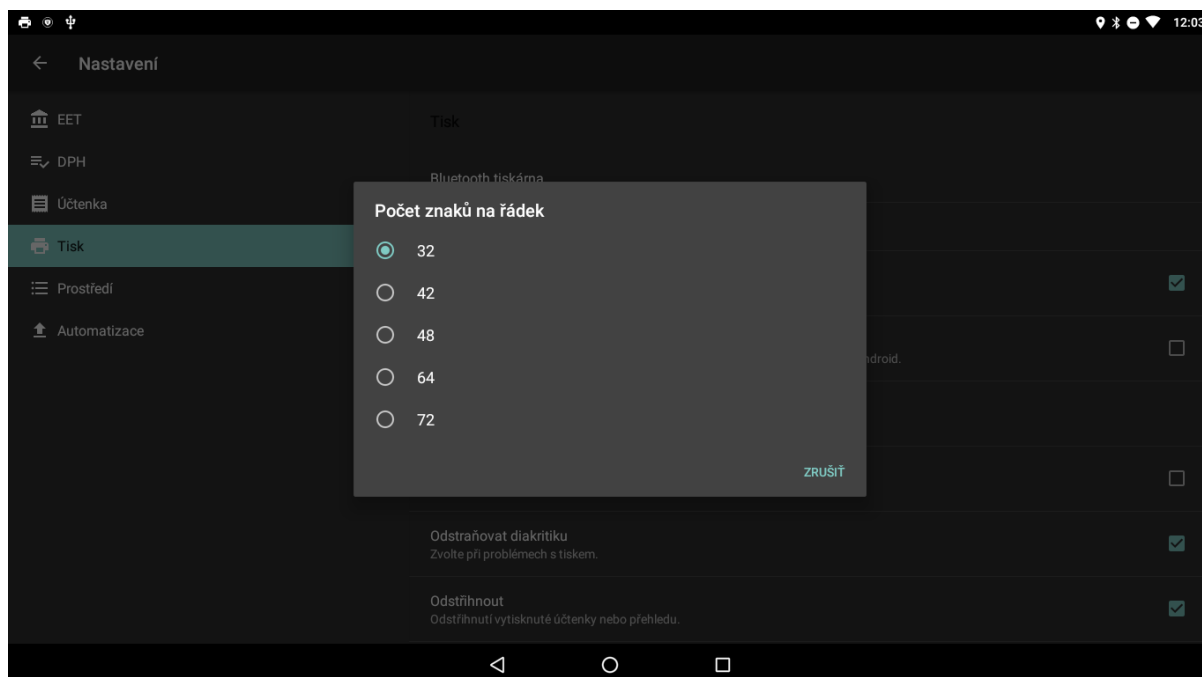 12:03
Nastavení
EET
DPH
Účtenka
Tisk
Prostředí
Automatizace
Tisk
Bluetooth tiskárna
Počet znaků na řádek
32
42
48
64
72
ZRUŠIŤ
ndroid.
Odstraňovat diakritiku
Zvolte při problémech s tiskem.
Odstřihnout
Odstřihnutí vytisknuté účtenky nebo přehledu.